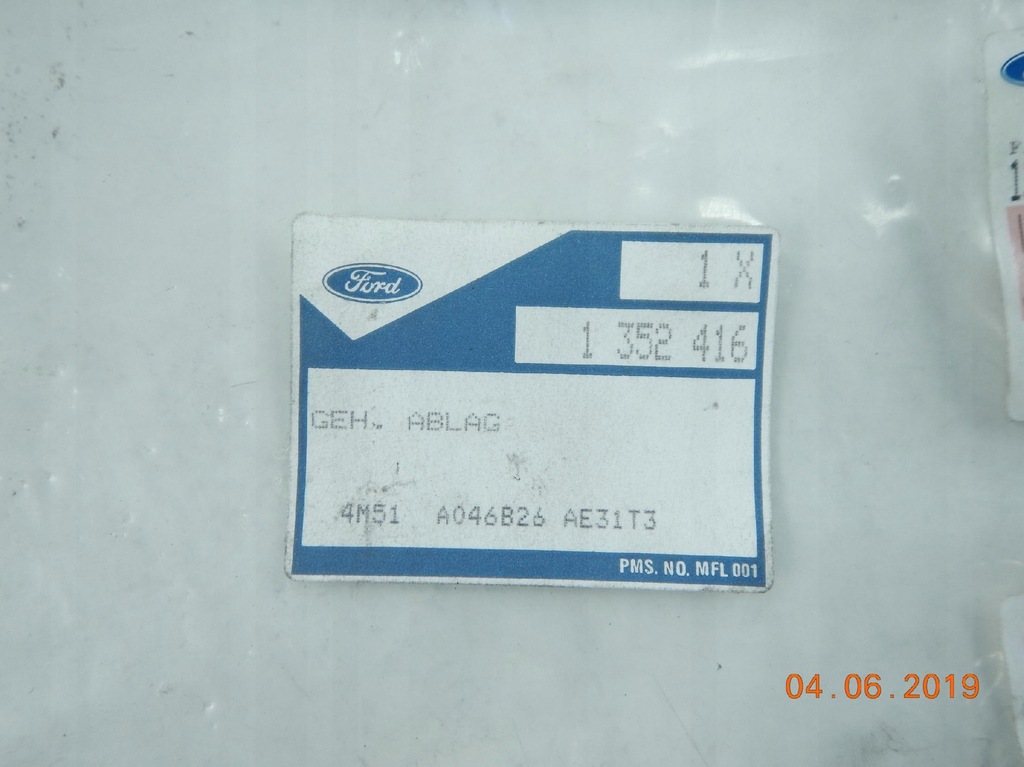 Ford
1 X
1 352 416
GEH. ABLAG
4M51 A046B26 AE31T3
PMS. NO. MFL 001
04.06.2019